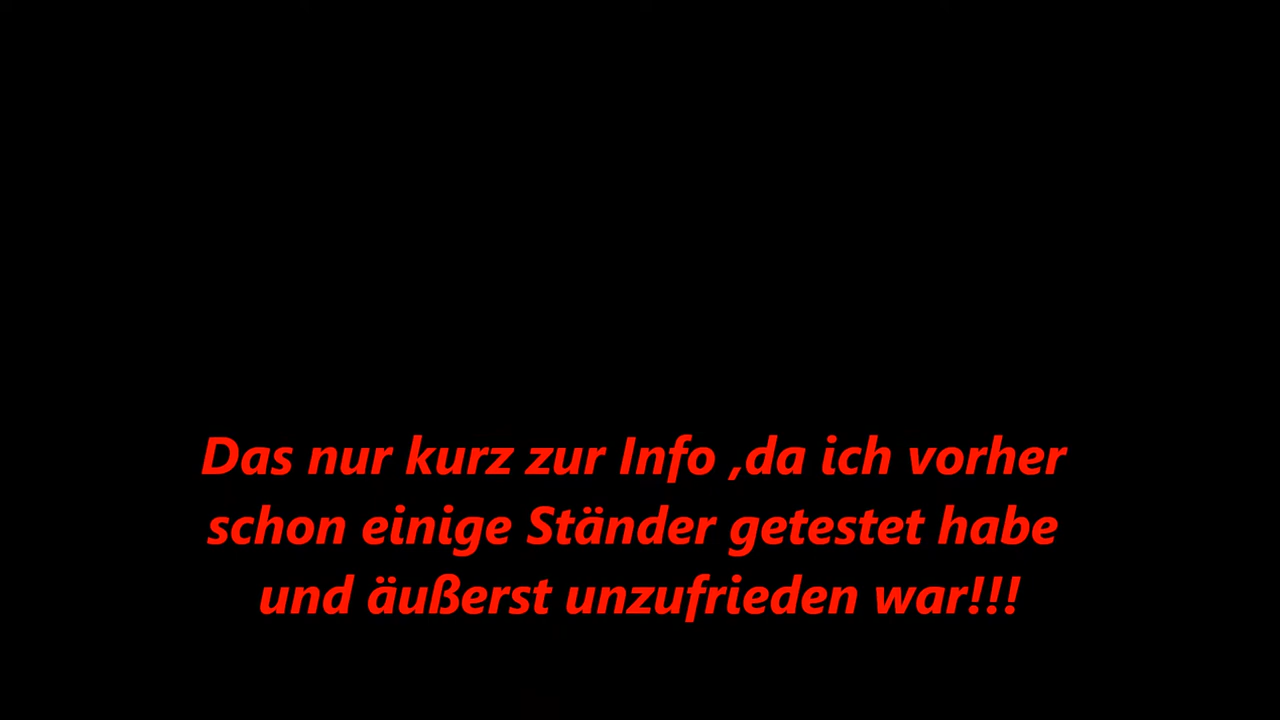 Das nur kurz zur Info ,da ich vorher
schon einige Ständer getestet habe
und äußerst unzufrieden war!!!